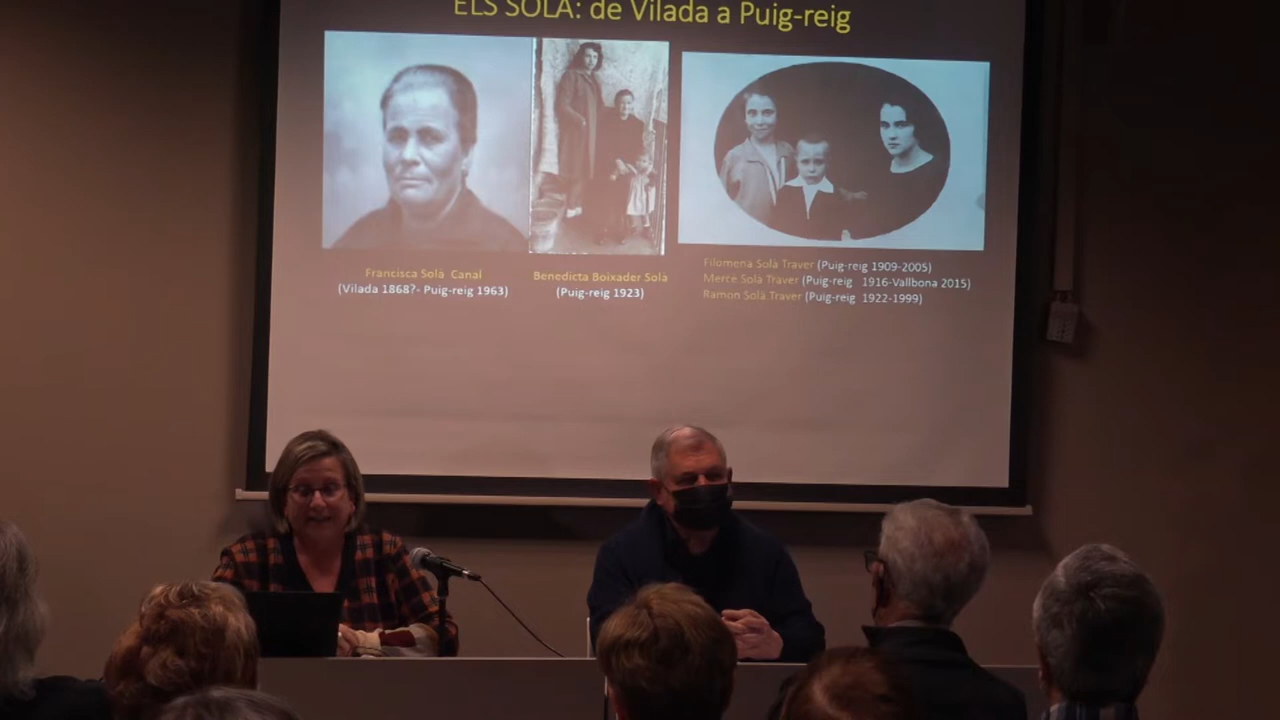 ELS SOLÀ: de Vilada a Puig-reig
Francisca Solà Canal
(Vilada 1868?- Puig-reig 1963)
Benedicta Boixader Solà
(Puig-reig 1923)
Filomena Solà Traver (Puig-reig 1909-2005)
Mercè Solà Traver (Puig-reig 1916-Vallbona 2015)
Ramon Solà Traver (Puig-reig 1922-1999)